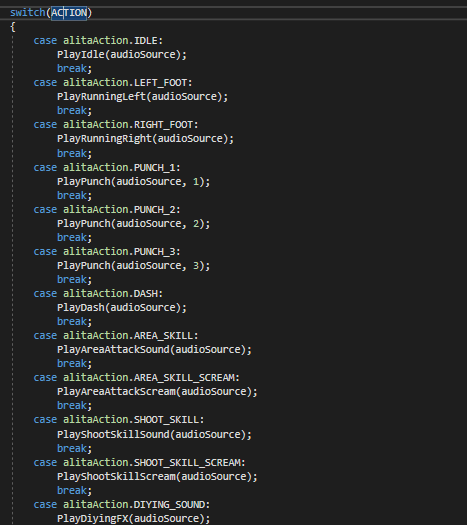 switch(ACTION)
{
case alitaAction.IDLE:
PlayIdle(audioSource);
break;
case alitaAction.LEFT_FOOT:
PlayRunningLeft(audioSource);
break;
case alitaAction.RIGHT_FOOT:
PlayRunningRight(audioSource);
break;
case alitaAction.PUNCH_1:
PlayPunch(audioSource, 1);
break;
case alitaAction.PUNCH_2:
PlayPunch(audioSource, 2);
break;
case alitaAction.PUNCH_3:
PlayPunch(audioSource, 3);
break;
case alitaAction.DASH:
PlayDash(audioSource);
break;
case alitaAction.AREA_SKILL:
PlayAreaAttackSound(audioSource);
break;
case alitaAction.AREA_SKILL_SCREAM:
PlayAreaAttackScream(audioSource);
break;
case alitaAction.SHOOT_SKILL:
PlayShootSkillSound(audioSource);
break;
case alitaAction.SHOOT_SKILL_SCREAM:
PlayShootSkillScream(audioSource);
break;
case alitaAction.DIYING_SOUND:
PlayDiyingFX(audioSource);